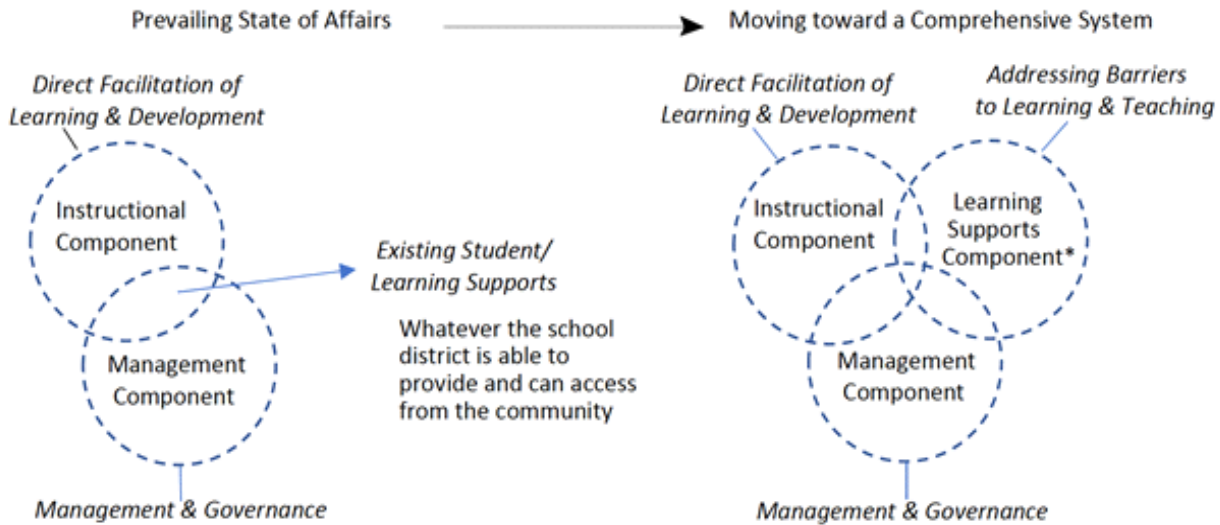 Prevailing State of Affairs
Moving toward a Comprehensive System
Direct Facilitation of
Learning & Development
Instructional
Component
Management
Component
Management & Governance
Existing Student/
Learning Supports
Whatever the school
district is able to
provide and can access
from the community
Direct Facilitation of
Learning & Development
Addressing Barriers
to Learning & Teaching
Instructional
Component
Learning
Supports
Component*
Management
Component
Management & Governance